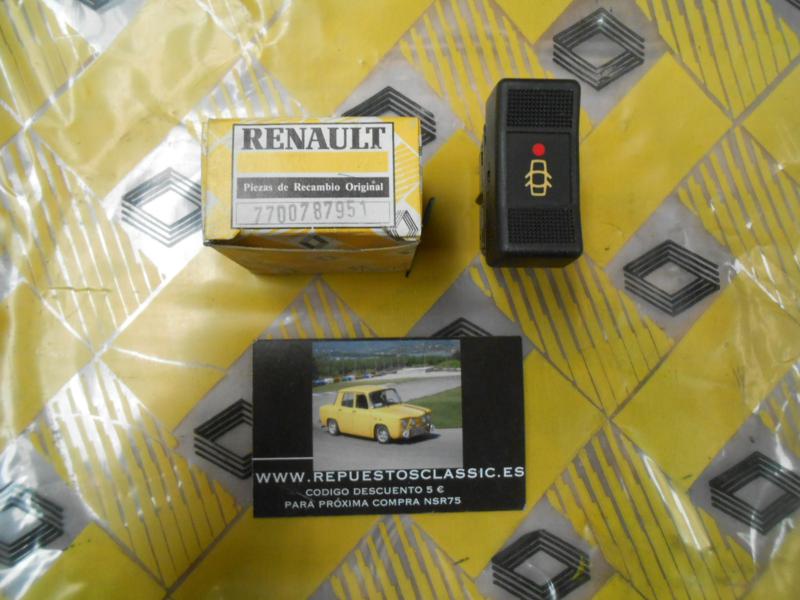 RENAULT
Piezas de Recambio Original
7700787951
WWW.REPUESTOSCLASSIC.ES
CODIGO DESCUENTO 5 €
PARA PRÓXIMA COMPRA NSR75